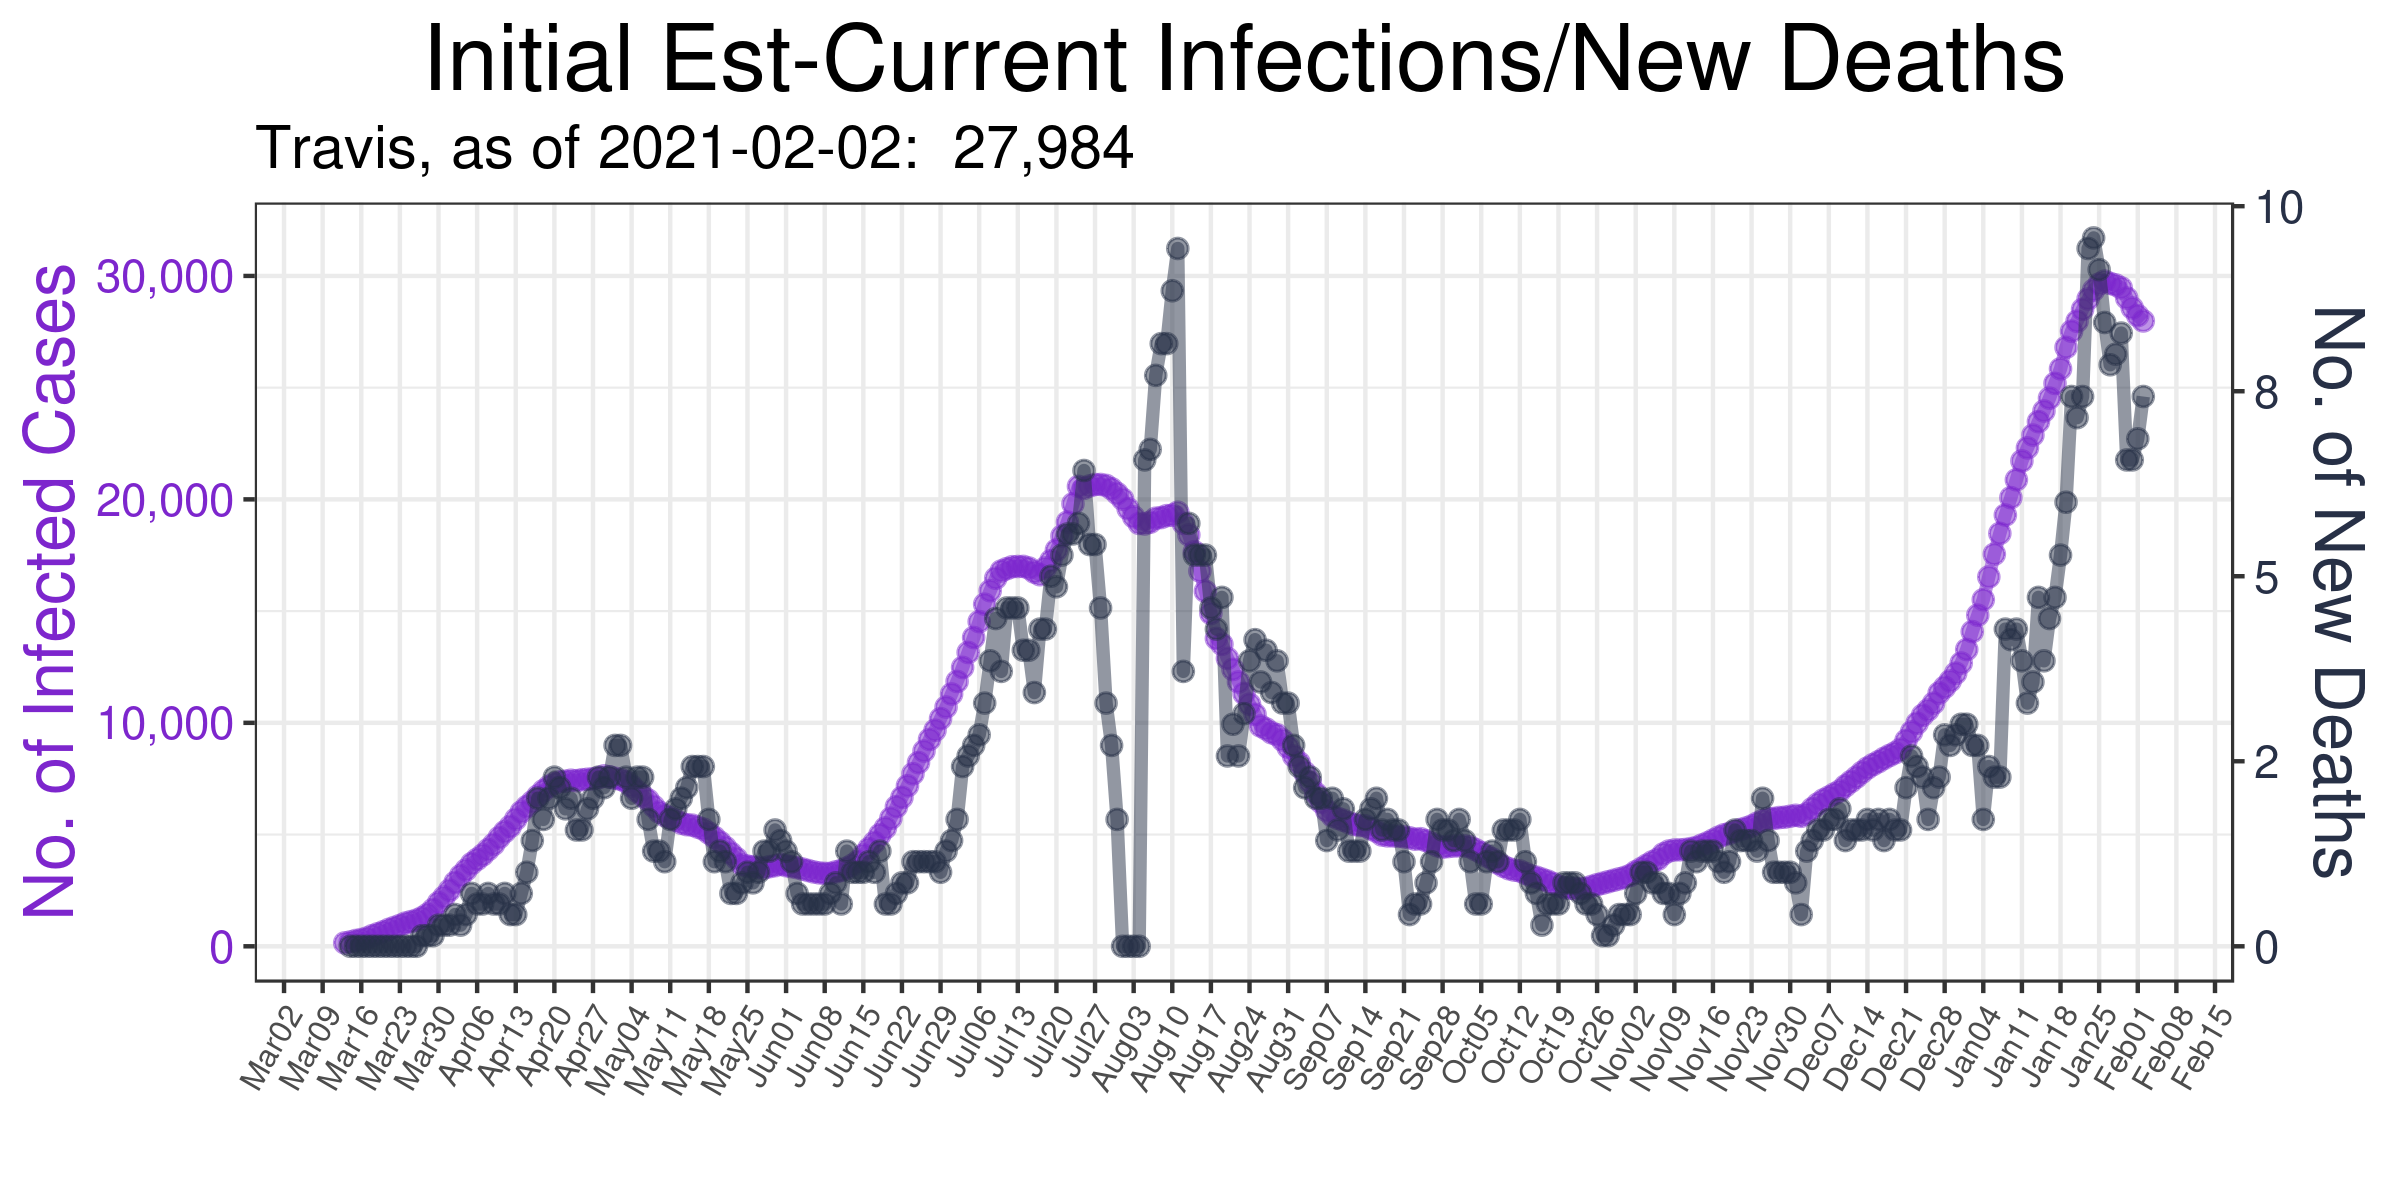 Initial Est-Current Infections/New Deaths
Travis, as of 2021-02-02:  27,984
No. of Infected Cases
30,000
20,000
10,000
0
10
8
5
2
0
No. of New Deaths
Mar02 Mar09 Mar16 Mar23 Mar30 Apr06 Apr13 Apr20 Apr27 May04 May11 May18 May25 Jun01 Jun08 Jun15 Jun22 Jun29 Jul06 Jul13 Jul20 Jul27 Aug03 Aug10 Aug17 Aug24 Aug31 Sep07 Sep14 Sep21 Sep28 Oct05 Oct12 Oct19 Oct26 Nov02 Nov09 Nov16 Nov23 Nov30 Dec07 Dec14 Dec21 Dec28 Jan04 Jan11 Jan18 Jan25 Feb01 Feb08 Feb15